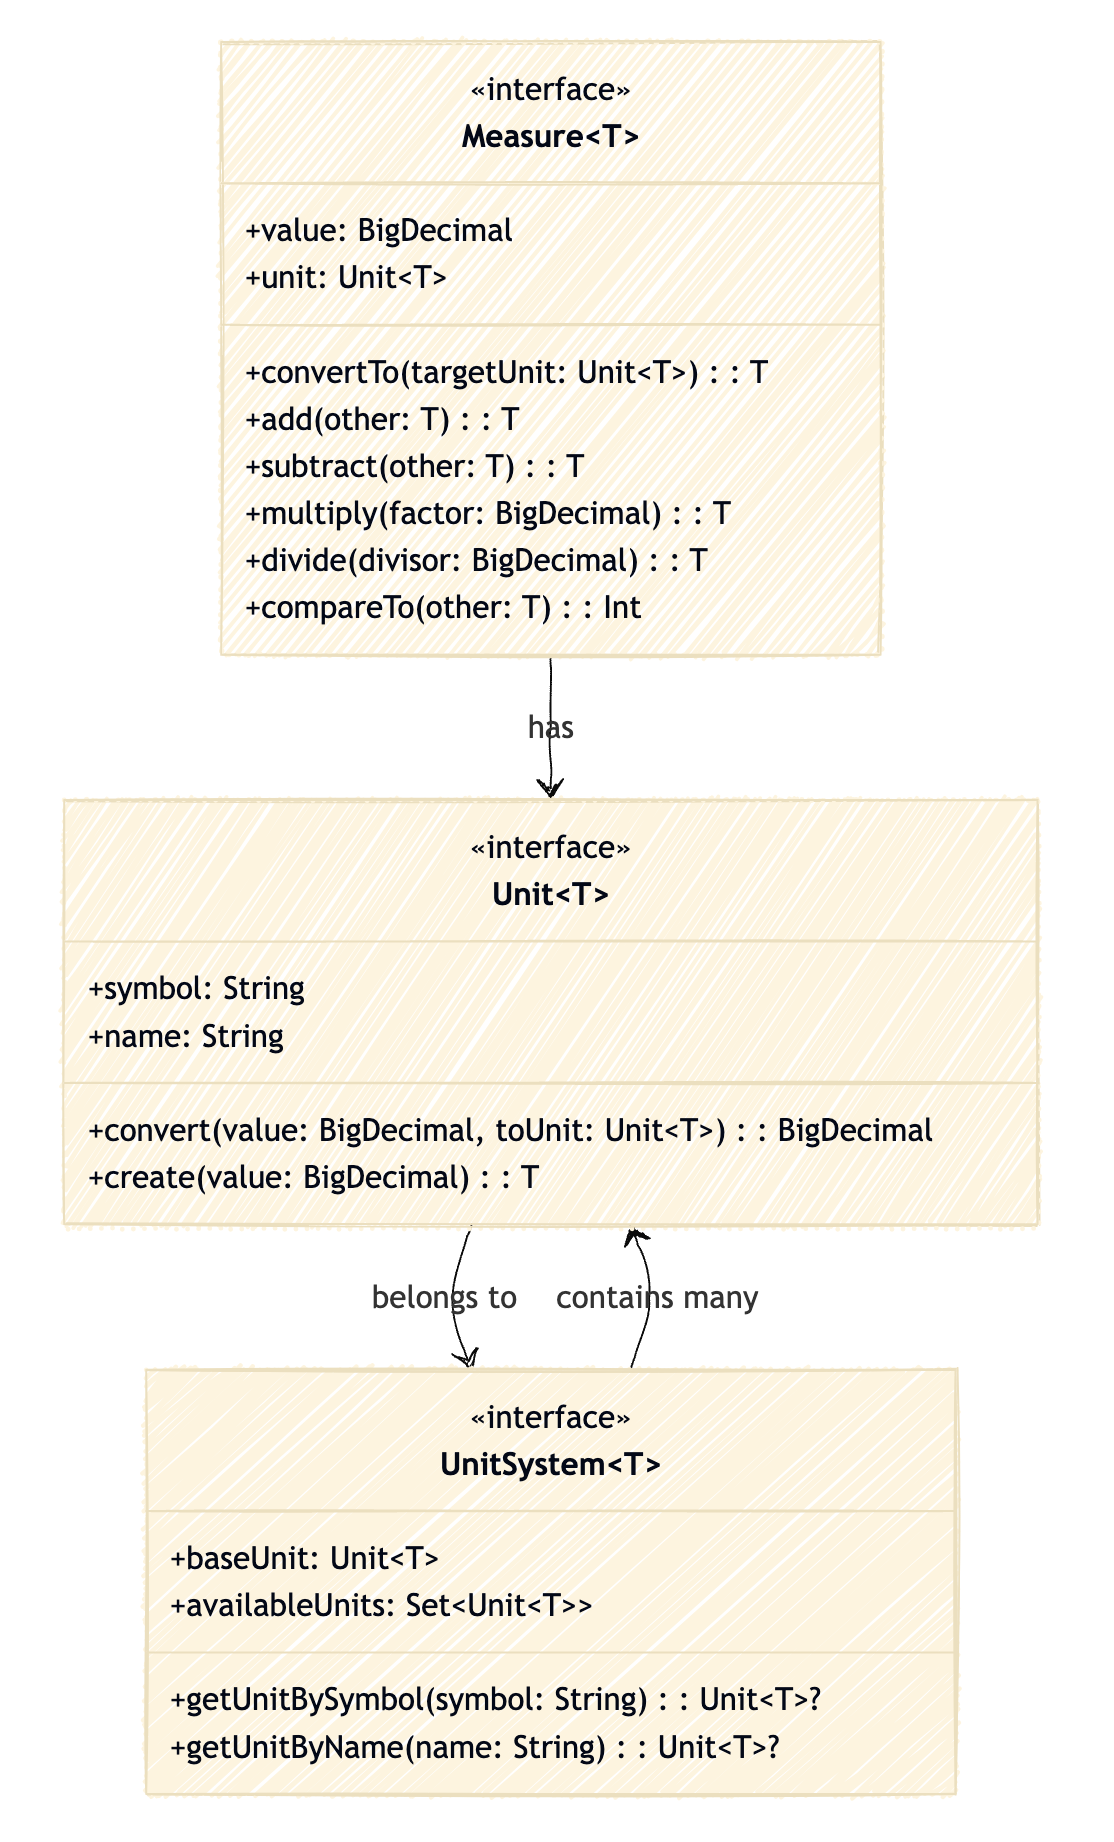 «interface»
Measure<T>
+value: BigDecimal
+unit: Unit<T>
+convertTo(targetUnit: Unit<T>) : : T
+add(other: T) : : T
+subtract(other: T) : : T
+multiply(factor: BigDecimal) : : T
+divide(divisor: BigDecimal) : : T
+compareTo(other: T) : : Int
has
«interface»
Unit<T>
+symbol: String
+name: String
+convert(value: BigDecimal, toUnit: Unit<T>) : : BigDecimal
+create(value: BigDecimal) : : T
belongs to
contains many
«interface»
UnitSystem<T>
+baseUnit: Unit<T>
+availableUnits: Set<Unit<T>>
+getUnitBySymbol(symbol: String) : : Unit<T>?
+getUnitByName(name: String) : : Unit<T>?